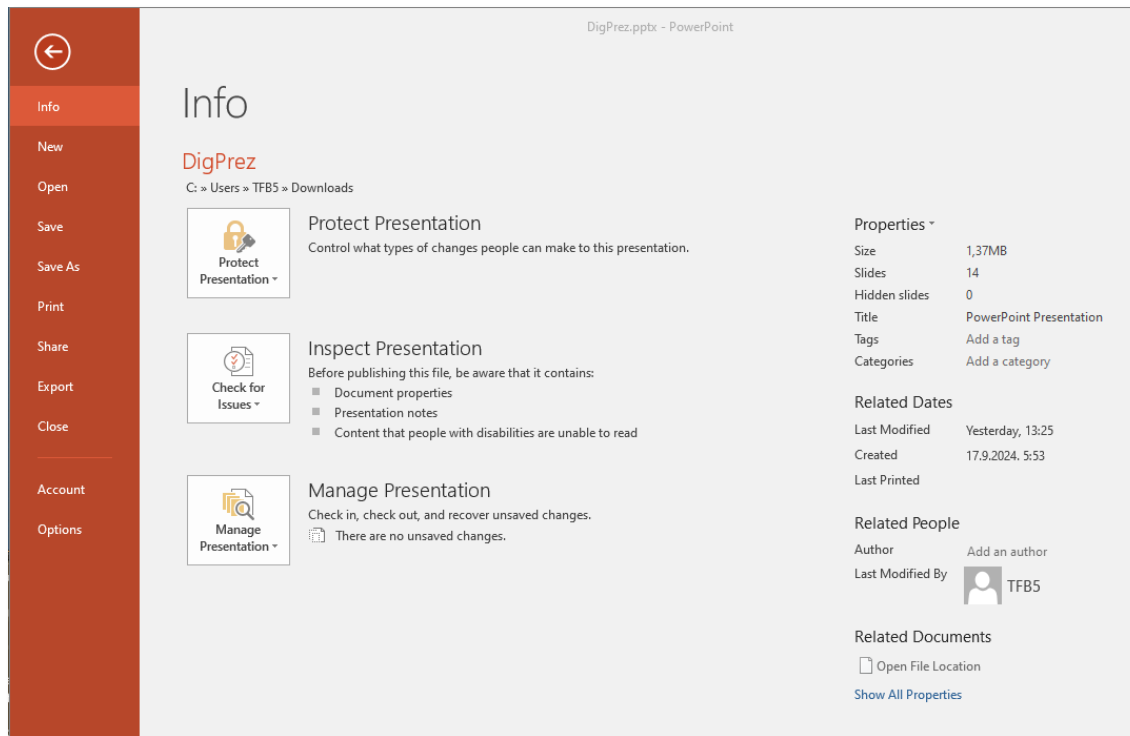 DigPrez.pptx - PowerPoint
Info
New
Open
Save
Save As
Print
Share
Export
Close
Account
Options
Info
DigPrez
C: » Users » TFB5 » Downloads
Protect
Presentation
Protect Presentation
Control what types of changes people can make to this presentation.
Check for
Issues
Inspect Presentation
Before publishing this file, be aware that it contains:
Document properties
Presentation notes
Content that people with disabilities are unable to read
Manage
Presentation
Manage Presentation
Check in, check out, and recover unsaved changes.
There are no unsaved changes.
Properties
Size 1,37MB
Slides 14
Hidden slides 0
Title PowerPoint Presentation
Tags Add a tag
Categories Add a category
Related Dates
Last Modified Yesterday, 13:25
Created 17.9.2024. 5:53
Last Printed
Related People
Author Add an author
Last Modified By TFB5
Related Documents
Open File Location
Show All Properties